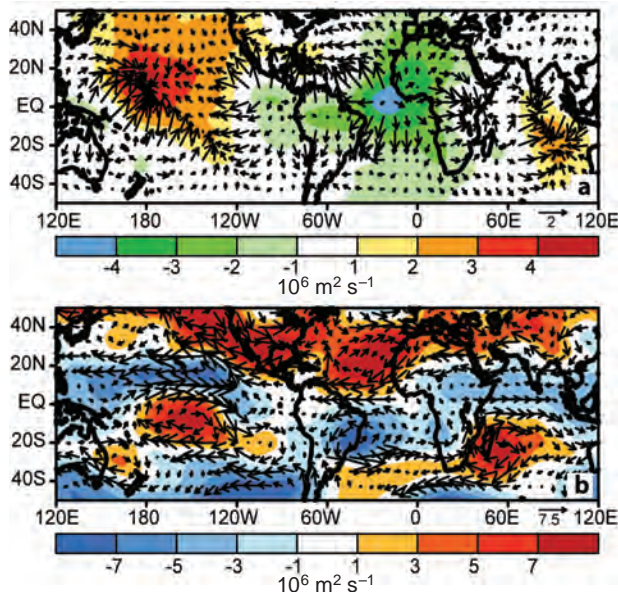 40N
20N
EQ
20S
40S
a
120E 180 120W 60W 0 60E 2 120E
-4 -3 -2 -1 1 2 3 4
10⁶ m² s⁻¹
40N
20N
EQ
20S
40S
b
120E 180 120W 60W 0 60E 7.5 120E
-7 -5 -3 -1 1 3 5 7
10⁶ m² s⁻¹